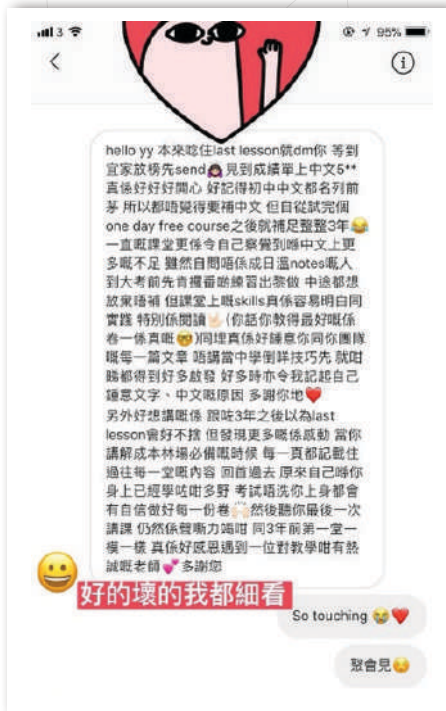 3
95%
hello yy 本來唸住last lesson就dm你 等到
宜家放榜先send🙇見到成績單上中文5**
真係好好好開心 好記得初中中文都名列前
茅 所以都唔覺得要補中文 但自從試完個
one day free course之後就補足整整3年😂
一直嘅課堂更係令自己察覺到喺中文上更
多嘅不足 雖然自問唔係成日溫notes嘅人
到大考前先肯攞番啲練習出黎做 中途都想
放棄唔補 但課堂上嘅skills真係容易明白同
實踐 特別係閱讀✌🏻(你話你教得最好嘅係
卷一係真嘅🤓)同埋真係好鍾意你同你團隊
嘅每一篇文章 唔講當中學倒咩技巧先 就咁
睇都得到好多啟發 好多時亦令我記起自己
鍾意文字、中文嘅原因 多謝你地❤️
另外好想講嘅係 跟咗3年之後以為last
lesson會好不捨 但發現更多嘅係感動 當你
講解成本林場必備嘅時候 每一頁都記載住
過往每一堂嘅內容 回首過去 原來自己喺你
身上已經學咗咁多野 考試唔洗你上身都會
有自信做好每一份卷🙌🏻然後聽你最後一次
講課 仍然係聲嘶力竭咁 同3年前第一堂一
模一樣 真係好感恩遇到一位對教學咁有熱
誠嘅老師💕多謝您
😀
好的壞的我都細看
So touching 😭❤️
聚會見😏